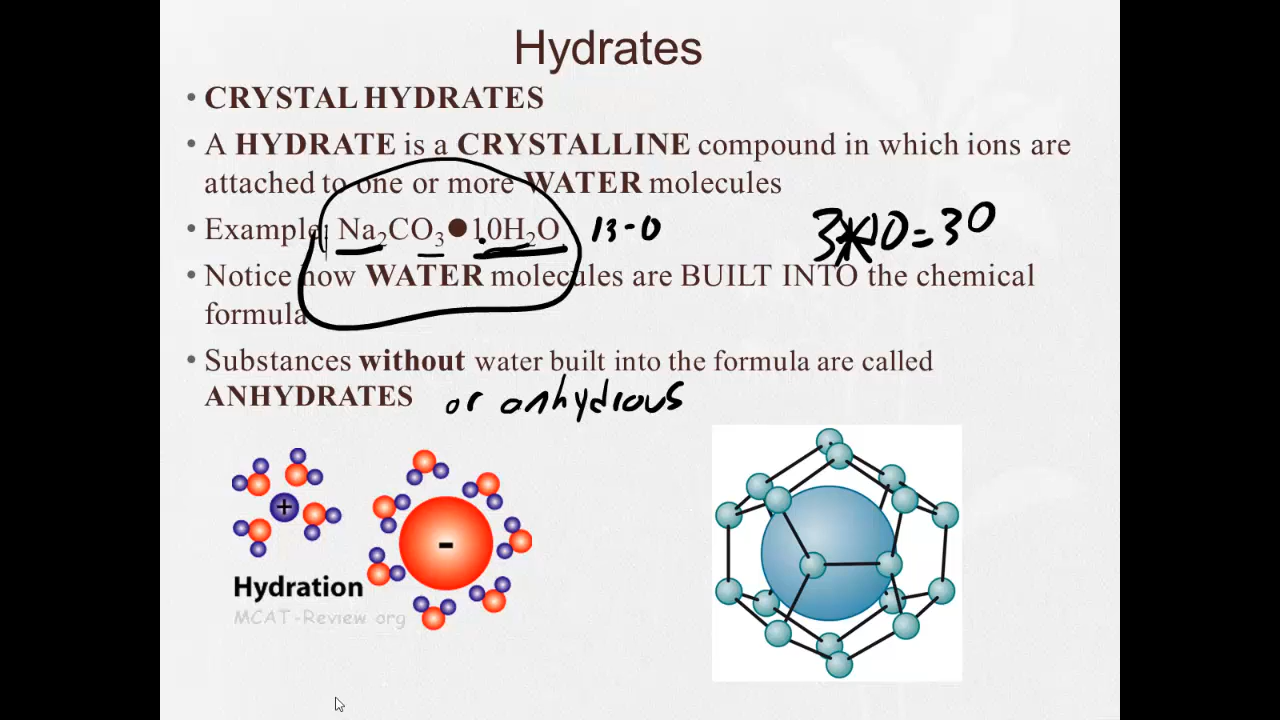 Hydrates
• CRYSTAL HYDRATES
• A HYDRATE is a CRYSTALLINE compound in which ions are
attached to one or more WATER molecules
• Example: Na₂CO₃●10H₂O 13-0 3*10=30
• Notice how WATER molecules are BUILT INTO the chemical
formula
• Substances without water built into the formula are called
ANHYDRATES or anhydrous
+
-
Hydration
MCAT-Review.org